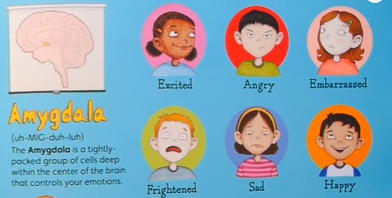 Amygdala
(uh-MIG-duh-luh)
The Amygdala is a tightly-
packed group of cells deep
within the center of the brain
that controls your emotions.
Excited
Angry
Embarrassed
Frightened
Sad
Happy